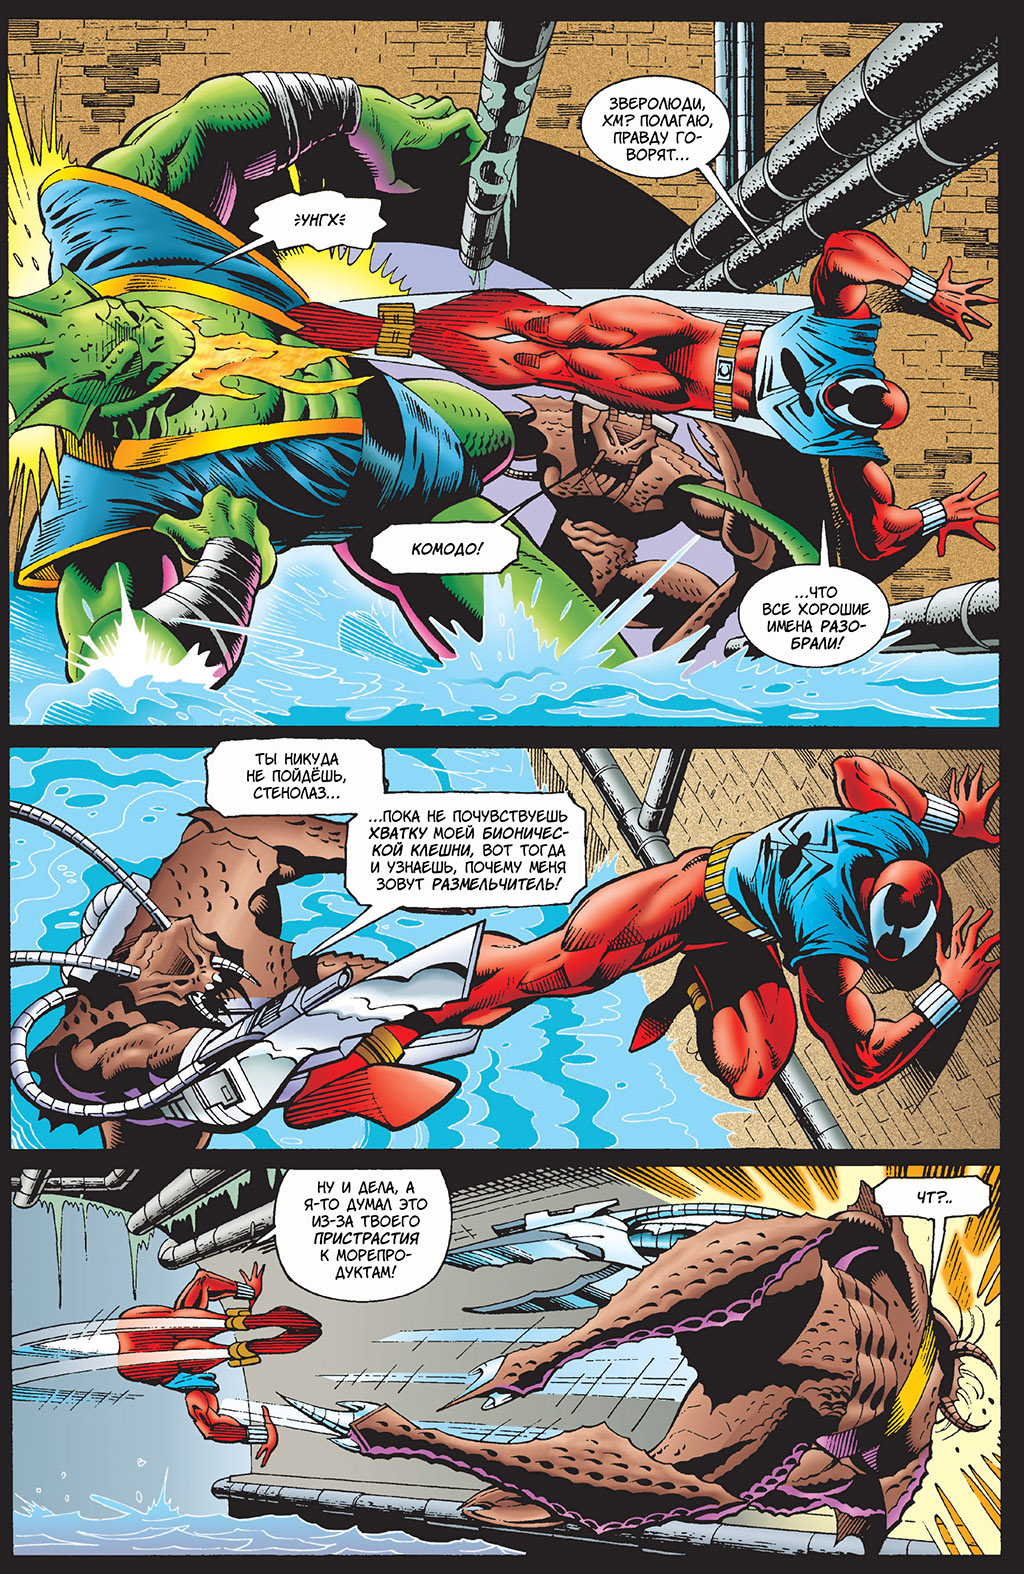 ЗВЕРОЛЮДИ,
ХМ? ПОЛАГАЮ,
ПРАВДУ ГО-
ВОРЯТ...
УНГХ
КОМОДО!
...ЧТО
ВСЕ ХОРОШИЕ
ИМЕНА РАЗО-
БРАЛИ!
ТЫ НИКУДА
НЕ ПОЙДЁШЬ,
СТЕНОЛАЗ...
...ПОКА НЕ ПОЧУВСТВУЕШЬ
ХВАТКУ МОЕЙ БИОНИЧЕС-
КОЙ КЛЕШНИ, ВОТ ТОГДА
И УЗНАЕШЬ, ПОЧЕМУ МЕНЯ
ЗОВУТ РАЗМЕЛЬЧИТЕЛЬ!
НУ И ДЕЛА, А
Я-ТО ДУМАЛ ЭТО
ИЗ-ЗА ТВОЕГО
ПРИСТРАСТИЯ
К МОРЕПРО-
ДУКТАМ!
ЧТ?..